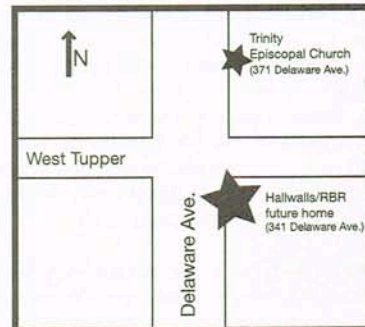 N
Trinity
Episcopal Church
(371 Delaware Ave.)
West Tupper
Delaware Ave.
Hallwalls/RBR
future home
(341 Delaware Ave.)